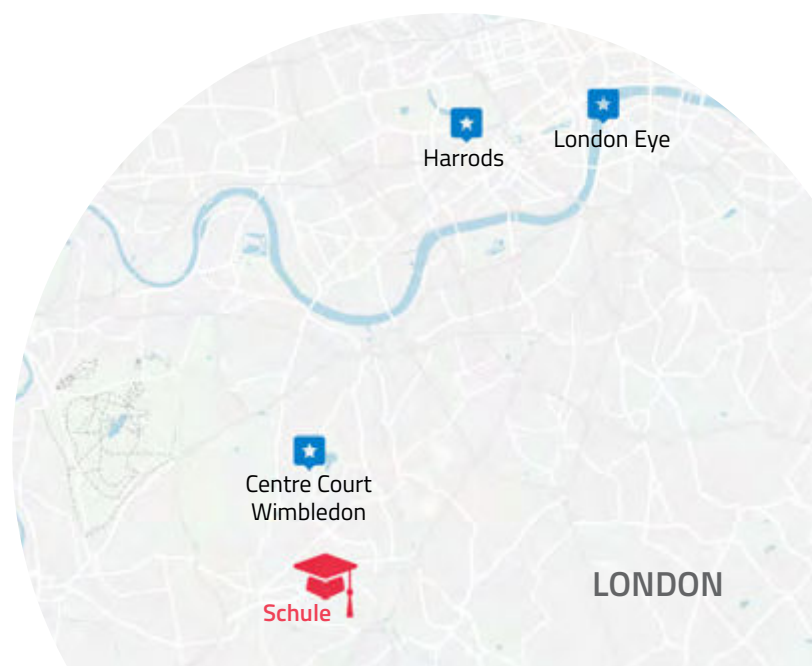 London Eye
Harrods
Centre Court
Wimbledon
LONDON
Schule